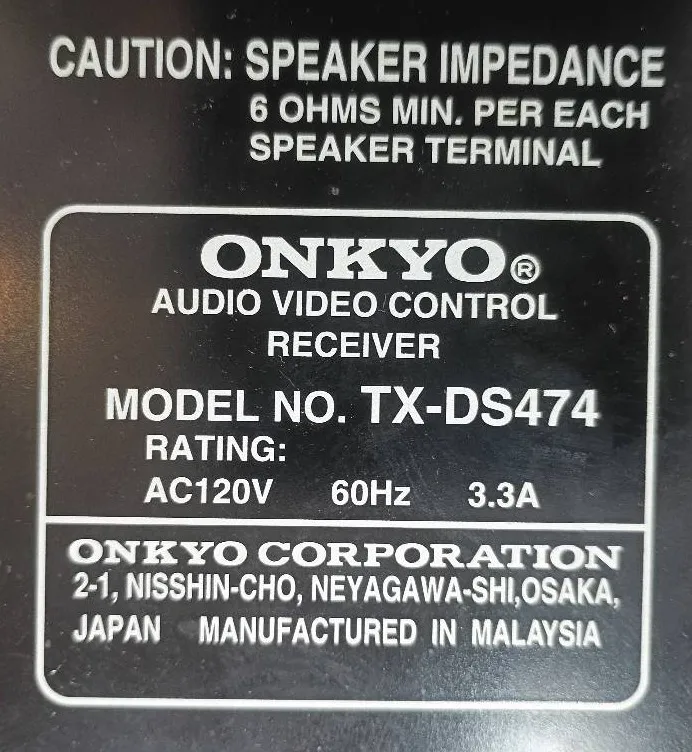 CAUTION: SPEAKER IMPEDANCE
6 OHMS MIN. PER EACH
SPEAKER TERMINAL
ONKYO®
AUDIO VIDEO CONTROL
RECEIVER
MODEL NO. TX-DS474
RATING:
AC120V 60Hz 3.3A
ONKYO CORPORATION
2-1, NISSHIN-CHO, NEYAGAWA-SHI,OSAKA,
JAPAN MANUFACTURED IN MALAYSIA